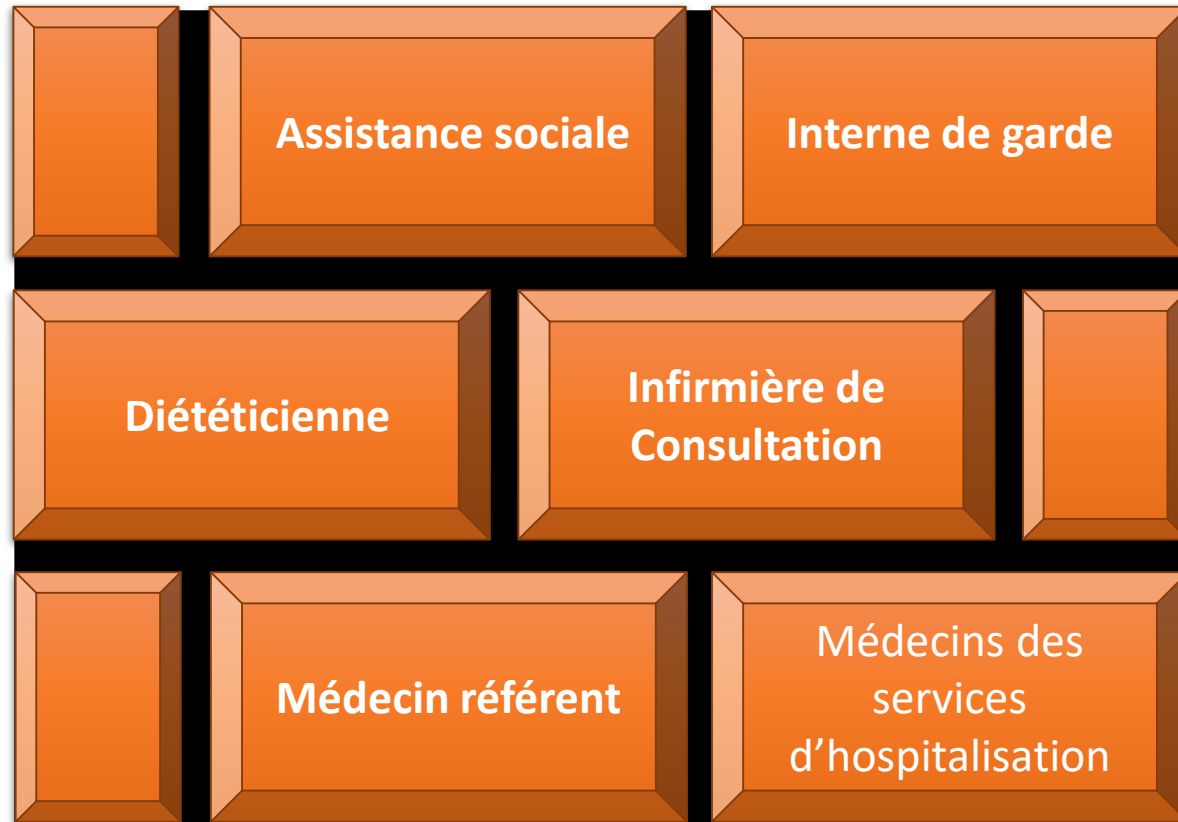 Assistance sociale
Interne de garde
Diététicienne
Infirmière de
Consultation
Médecin référent
Médecins des
services
d’hospitalisation